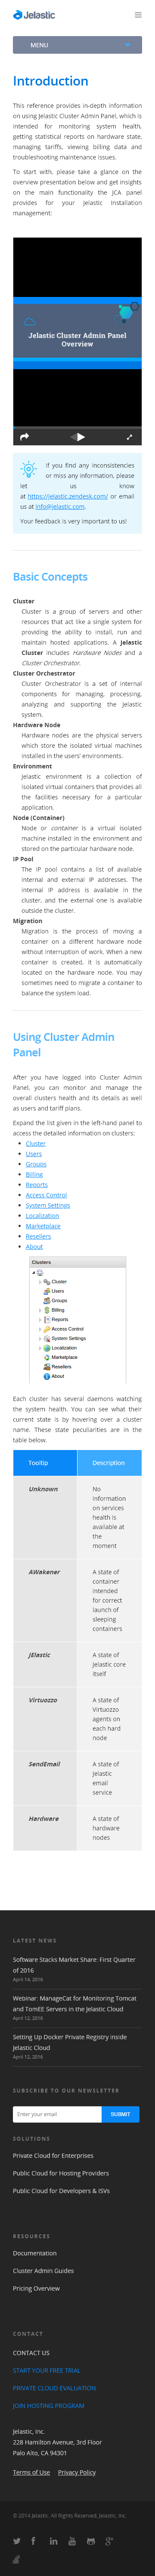 Jelastic
MENU
Introduction
This reference provides in-depth information
on using Jelastic Cluster Admin Panel, which is
intended for monitoring system health,
getting statistical data on hardware state,
managing tariffs, viewing billing data and
troubleshooting maintenance issues.
To start with, please take a glance on the
overview presentation below and get insights
on the main functionality the JCA panel
provides for your Jelastic Installation
management:
Jelastic Cluster Admin Panel
Overview
If you find any inconsistencies
or miss any information, please
let us know
at https://jelastic.zendesk.com/ or email
us at info@jelastic.com.
Your feedback is very important to us!
Basic Concepts
Cluster
Cluster is a group of servers and other
resources that act like a single system for
providing the ability to install, run and
maintain hosted applications. A Jelastic
Cluster includes Hardware Nodes and a
Cluster Orchestrator.
Cluster Orchestrator
Cluster Orchestrator is a set of internal
components for managing, processing,
analyzing and supporting the Jelastic
system.
Hardware Node
Hardware nodes are the physical servers
which store the isolated virtual machines
installed in the users' environments.
Environment
Jelastic environment is a collection of
isolated virtual containers that provides all
the facilities necessary for a particular
application.
Node (Container)
Node or container is a virtual isolated
machine installed in the environment and
stored on the particular hardware node.
IP Pool
The IP pool contains a list of available
internal and external IP addresses. The
internal IP address is available inside the
cluster, and the external one is available
outside the cluster.
Migration
Migration is the process of moving a
container on a different hardware node
without interruption of work. When a new
container is created, it is automatically
located on the hardware node. You may
sometimes need to migrate a container to
balance the system load.
Using Cluster Admin
Panel
After you have logged into Cluster Admin
Panel, you can monitor and manage the
overall clusters health and its details as well
as users and tariff plans.
Expand the list given in the left-hand panel to
access the detailed information on clusters:
Cluster
Users
Groups
Billing
Reports
Access Control
System Settings
Localization
Marketplace
Resellers
About
Clusters
Cluster
Users
Groups
Billing
Reports
Access Control
System Settings
Localization
Marketplace
Resellers
About
Each cluster has several daemons watching
the system health. You can see what their
current state is by hovering over a cluster
name. These state peculiarities are in the
table below.
Tooltip Description
Unknown No
information
on services
health is
available at
the
moment
AWakener A state of
container
intended
for correct
launch of
sleeping
containers
JElastic A state of
Jelastic core
itself
Virtuozzo A state of
Virtuozzo
agents on
each hard
node
SendEmail A state of
Jelastic
email
service
Hardware A state of
hardware
nodes
LATEST NEWS
Software Stacks Market Share: First Quarter
of 2016
April 14, 2016
Webinar: ManageCat for Monitoring Tomcat
and TomEE Servers in the Jelastic Cloud
April 12, 2016
Setting Up Docker Private Registry inside
Jelastic Cloud
April 12, 2016
SUBSCRIBE TO OUR NEWSLETTER
Enter your email SUBMIT
SOLUTIONS
Private Cloud for Enterprises
Public Cloud for Hosting Providers
Public Cloud for Developers & ISVs
RESOURCES
Documentation
Cluster Admin Guides
Pricing Overview
CONTACT
CONTACT US
START YOUR FREE TRIAL
PRIVATE CLOUD EVALUATION
JOIN HOSTING PROGRAM
Jelastic, Inc.
228 Hamilton Avenue, 3rd Floor
Palo Alto, CA 94301
Terms of Use Privacy Policy
© 2014 Jelastic. All Rights Reserved, Jelastic, Inc.